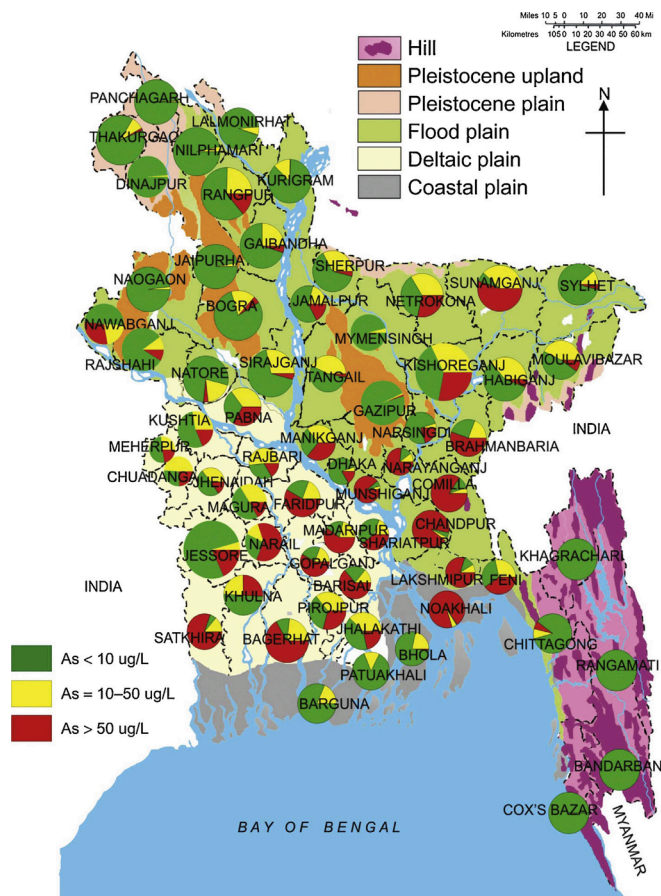 Miles 10 5 0 10 20 30 40 Mi
Kilometres 105 0 10 20 30 40 50 60 km
LEGEND
Hill
Pleistocene upland
Pleistocene plain
Flood plain
Deltaic plain
Coastal plain
N
PANCHAGARH
LALMONIRHAT
THAKURGAO
NILPHAMARI
DINAJPUR
KURIGRAM
RANGPUR
GAIBANDHA
JAIPURHA
SHERPUR
SUNAMGANJ
SYLHET
NAOGAON
BOGRA
JAMALPUR
NETROKONA
NAWABGANJ
MYMENSINGH
RAJSHAHI
SIRAJGANJ
KISHOREGANJ
MOULAVIBAZAR
NATORE
TANGAIL
HABIGANJ
GAZIPUR
PABNA
KUSHTIA
NARSINGDI
MANIKGANJ
BRAHMANBARIA
INDIA
MEHERPUR
RAJBARI
DHAKA
NARAYANGANJ
CHUADANGA
JHENAIDAH
COMILLA
MUNSHIGANJ
FARIDPUR
MAGURA
MADARIPUR
CHANDPUR
NARAIL
SHARIATPUR
JESSORE
GOPALGANJ
KHAGRACHARI
LAKSHMIPUR
FENI
INDIA
BARISAL
KHULNA
PIROJPUR
NOAKHALI
SATKHIRA
BAGERHAT
JHALAKATHI
CHITTAGONG
BHOLA
As < 10 ug/L
PATUAKHALI
RANGAMATI
As = 10–50 ug/L
BARGUNA
As > 50 ug/L
BANDARBAN
COX'S BAZAR
BAY OF BENGAL
MYANMAR